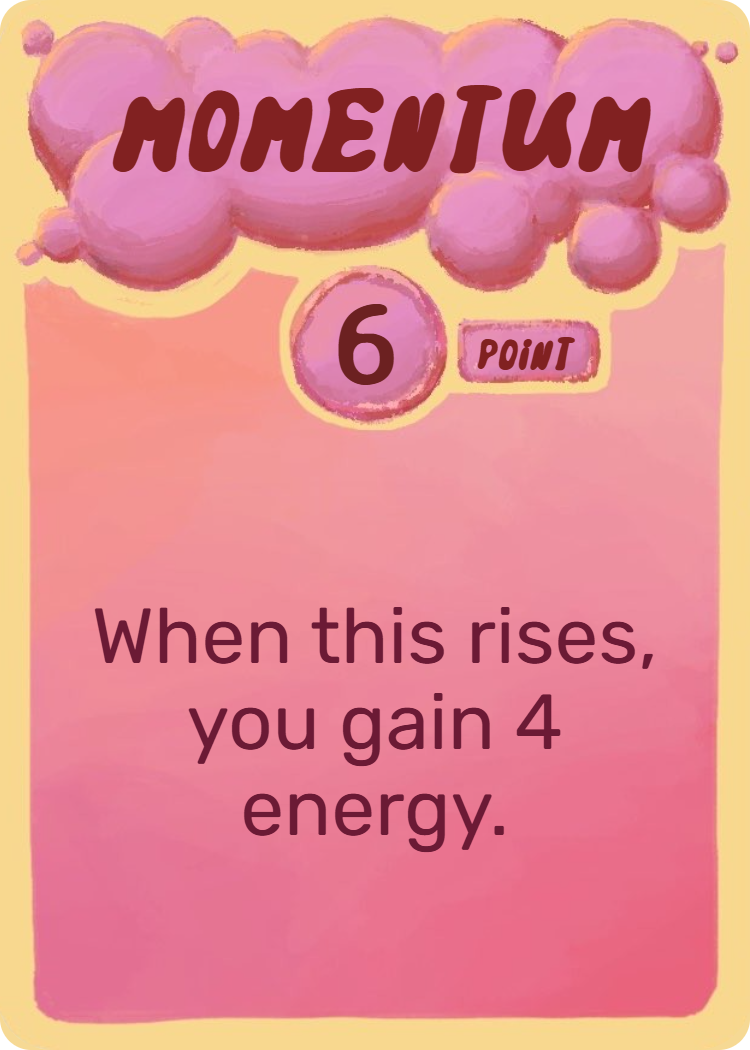 MOMENTUM
6
POINT
When this rises,
you gain 4
energy.